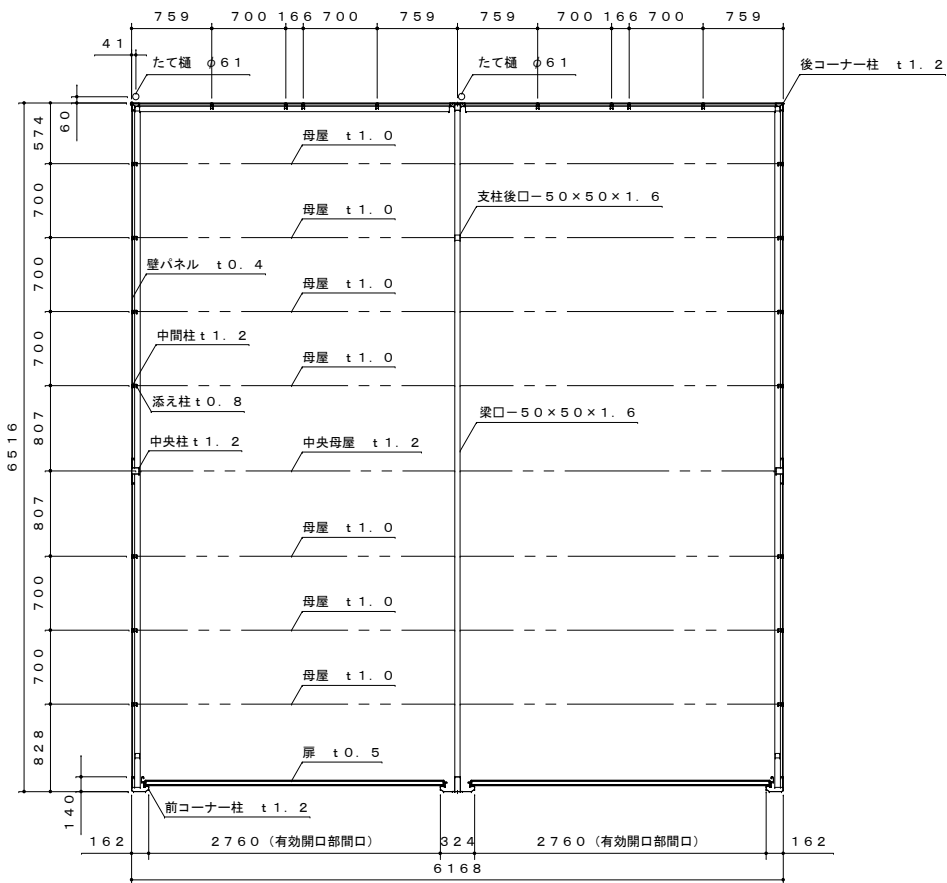 759 700 166 700 759 759 700 166 700 759
41
たて樋 φ61
たて樋 φ61
後コーナー柱 t1.2
60
574
母屋 t1.0
700
支柱後口-50×50×1.6
母屋 t1.0
700
壁パネル t0.4
母屋 t1.0
700
中間柱t1.2
母屋 t1.0
添え柱t0.8
807
梁口-50×50×1.6
6516
中央柱t1.2
中央母屋 t1.2
807
母屋 t1.0
700
母屋 t1.0
700
母屋 t1.0
828
扉 t0.5
140
前コーナー柱 t1.2
162 2760(有効開口部間口) 324 2760(有効開口部間口) 162
6168